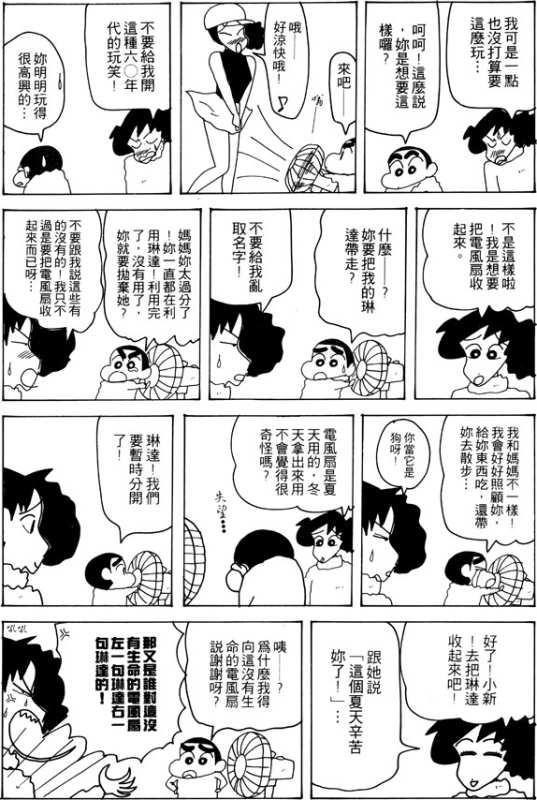 我可是一點
也沒打算要
這麼玩…
呵呵！這麼說
，妳是想要這
樣囉？
來吧……
哦……
好涼快哦！
不要給我開
這種六〇年
代的玩笑！
妳明明玩得
很高興的…
不是這樣啦
！我是想要
把電風扇收
起來。
什麼……？
妳要把我的琳
達帶走？
不要給我亂
取名字！
媽媽妳太過分了
！妳一直都在利
用琳達！利用完
了，沒有用了，
妳就要拋棄她？
不要跟我說這些有
的沒有的！我只不
過是要把電風扇收
起來而已呀…
我和媽媽不一樣！
我會好好照顧妳，
給妳東西吃，還帶
妳去散步…
你當它是
狗呀！
電風扇是夏
天用的，冬
天拿出來用
不會覺得很
奇怪嗎？
失望
琳達！我們
要暫時分開
了！
好了！小新
！去把琳達
收起來吧！
跟她說
「這個夏天辛苦
妳了！」…
咦……？
為什麼我得
向這沒有生
命的電風扇
說謝謝呀？
那又是誰對這沒
有生命的電風扇
左一句琳達右一
句琳達的！